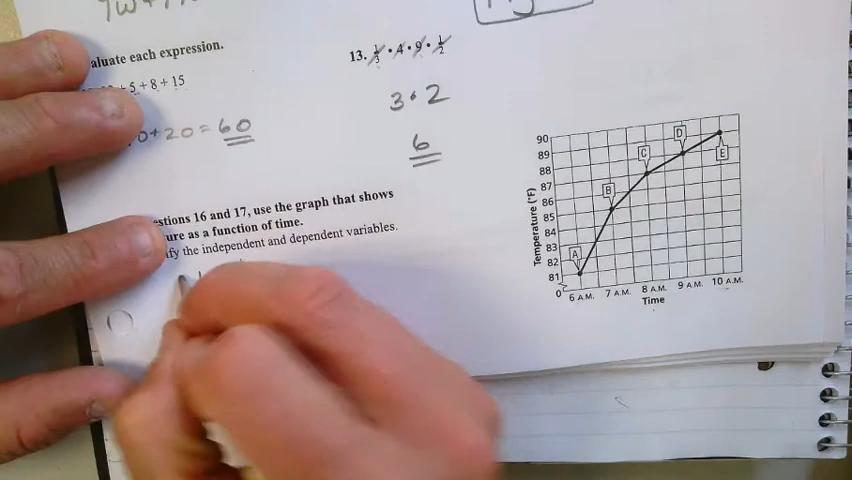 aluate each expression.
+ 5 + 8 + 15
0+20 = 60
13. 1/3 · 4 · 9 · 1/2
3 · 2
6
estions 16 and 17, use the graph that shows
ure as a function of time.
ify the independent and dependent variables.
Temperature (°F)
90
89
88
87
86
85
84
83
82
81
0
A
B
C
D
E
6 A.M. 7 A.M. 8 A.M. 9 A.M. 10 A.M.
Time